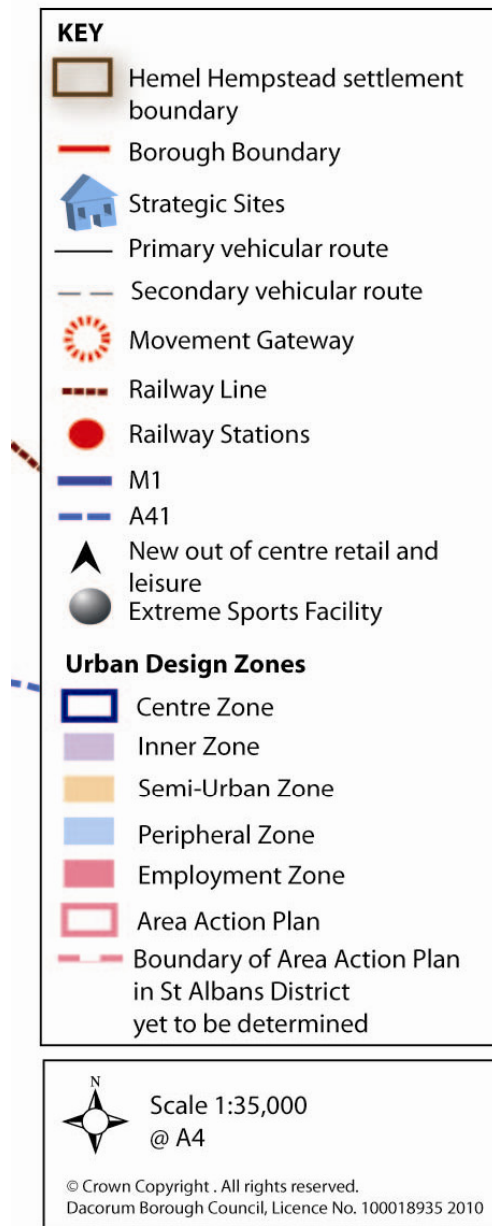 KEY
Hemel Hempstead settlement
boundary
Borough Boundary
Strategic Sites
Primary vehicular route
Secondary vehicular route
Movement Gateway
Railway Line
Railway Stations
M1
A41
New out of centre retail and
leisure
Extreme Sports Facility
Urban Design Zones
Centre Zone
Inner Zone
Semi-Urban Zone
Peripheral Zone
Employment Zone
Area Action Plan
Boundary of Area Action Plan
in St Albans District
yet to be determined
N
Scale 1:35,000
@ A4
© Crown Copyright . All rights reserved.
Dacorum Borough Council, Licence No. 100018935 2010